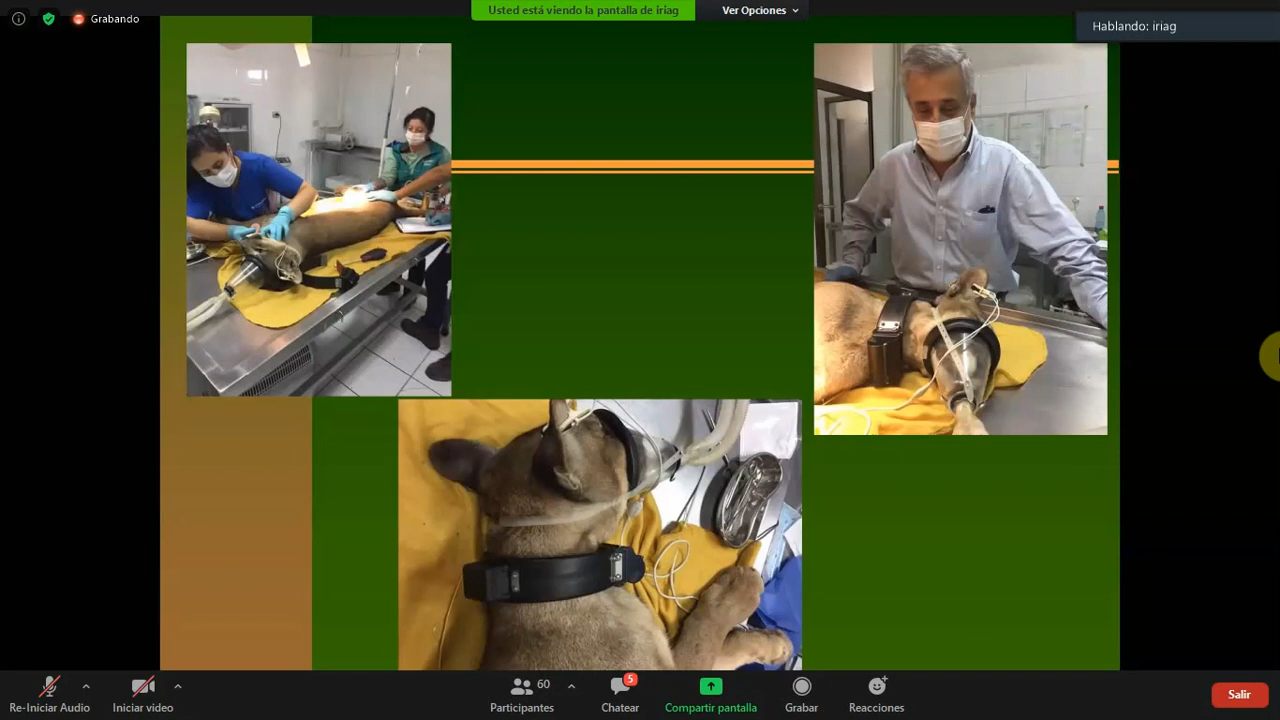 Grabando
Usted está viendo la pantalla de iriag
Ver Opciones
Hablando: iriag
Re-Iniciar Audio
Iniciar video
60
Participantes
5
Chatear
Compartir pantalla
Grabar
Reacciones
Salir